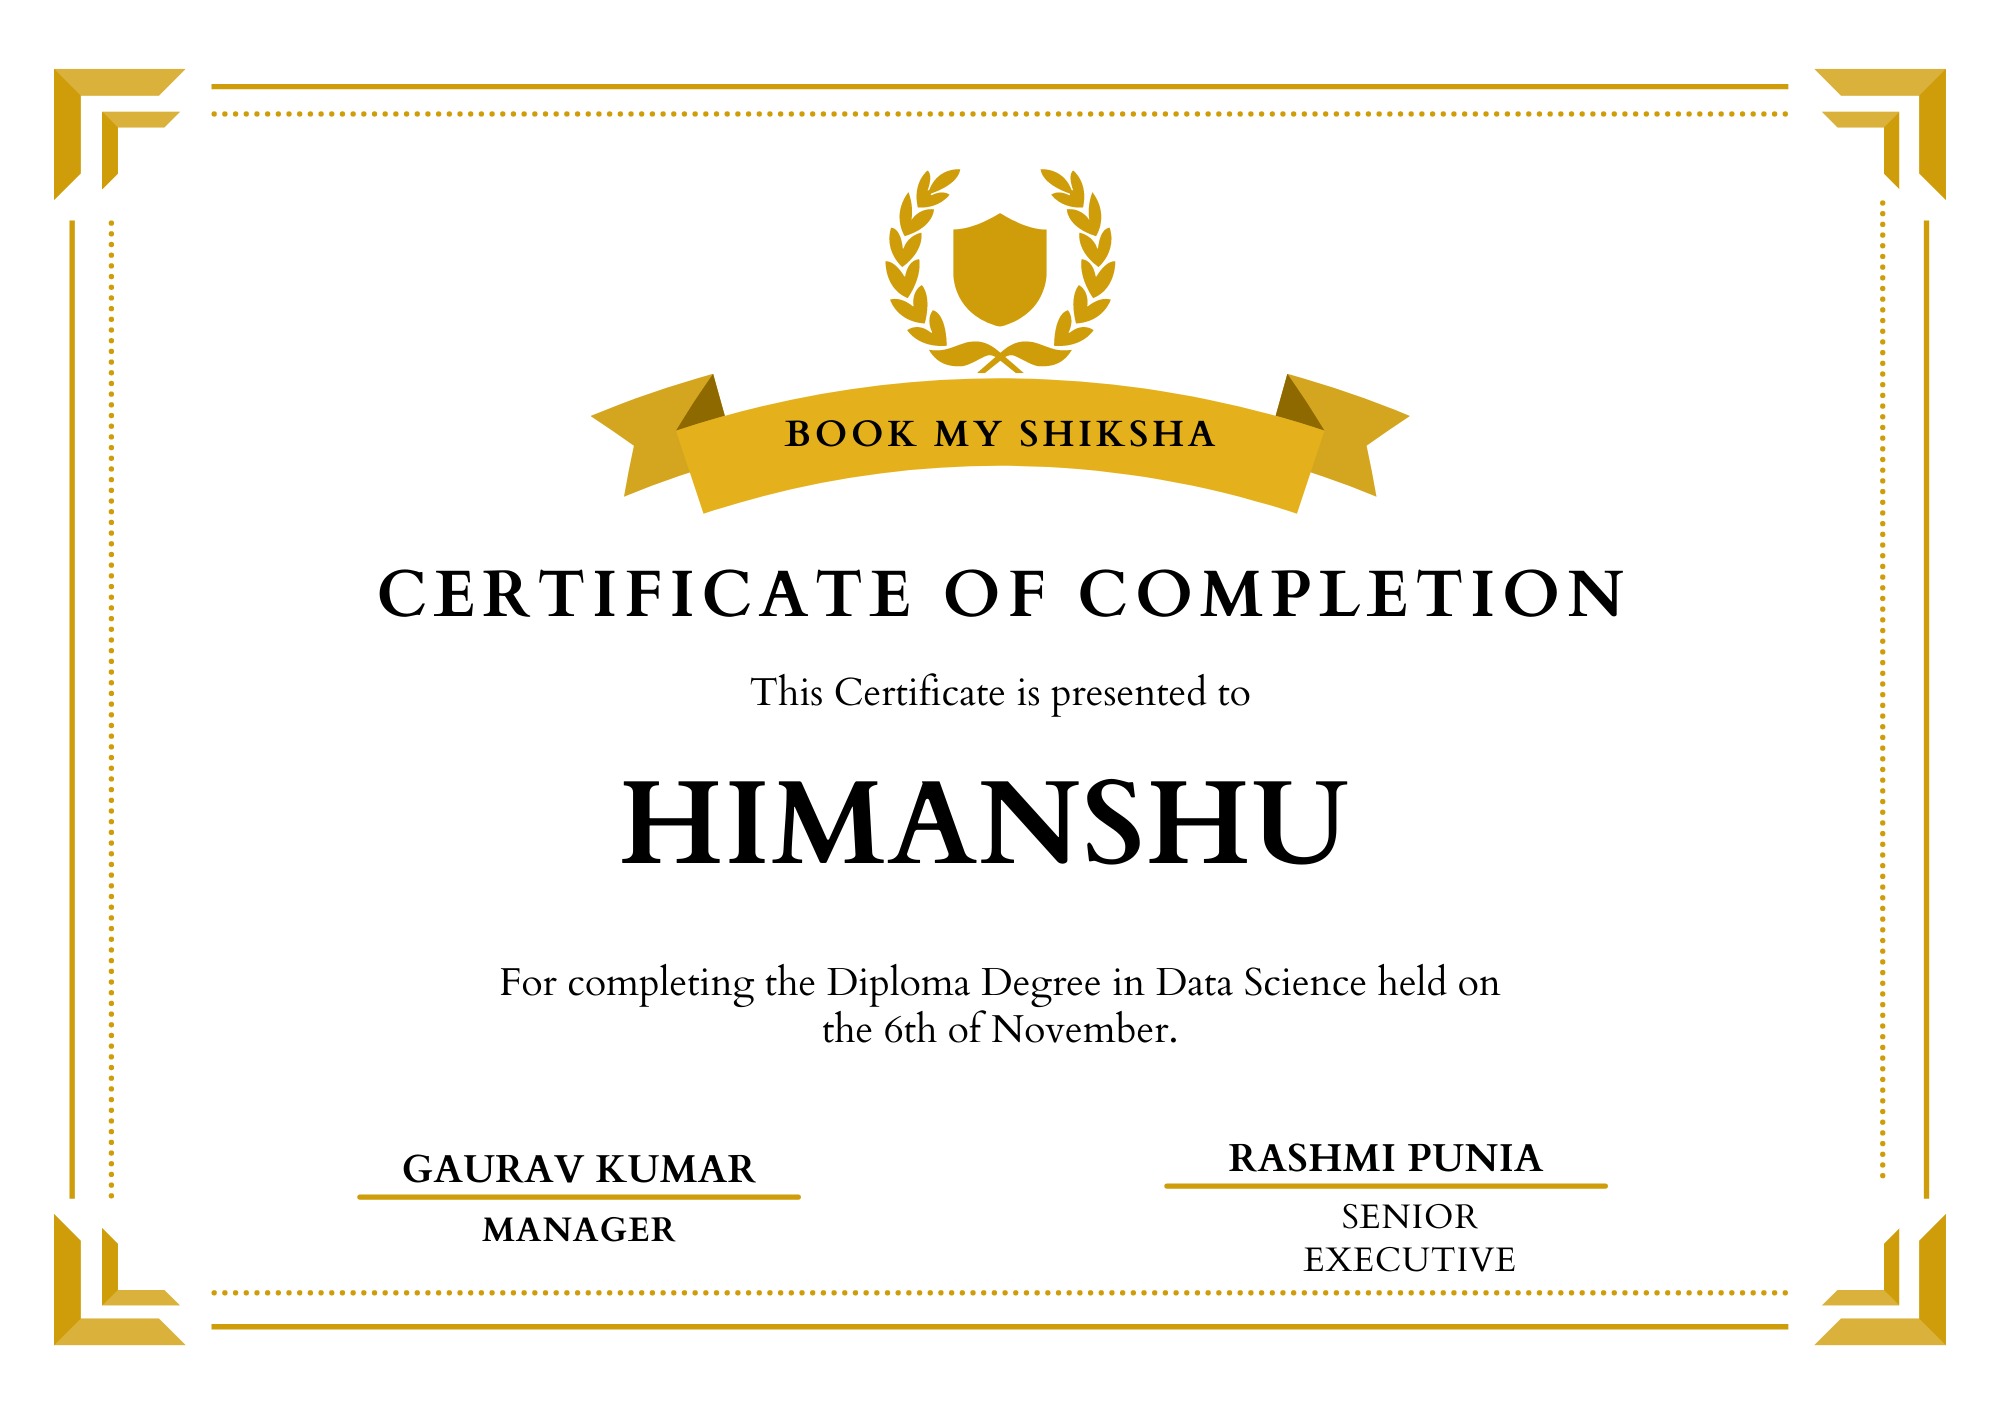 BOOK MY SHIKSHA
CERTIFICATE OF COMPLETION
This Certificate is presented to
HIMANSHU
For completing the Diploma Degree in Data Science held on
the 6th of November.
GAURAV KUMAR
MANAGER
RASHMI PUNIA
SENIOR
EXECUTIVE